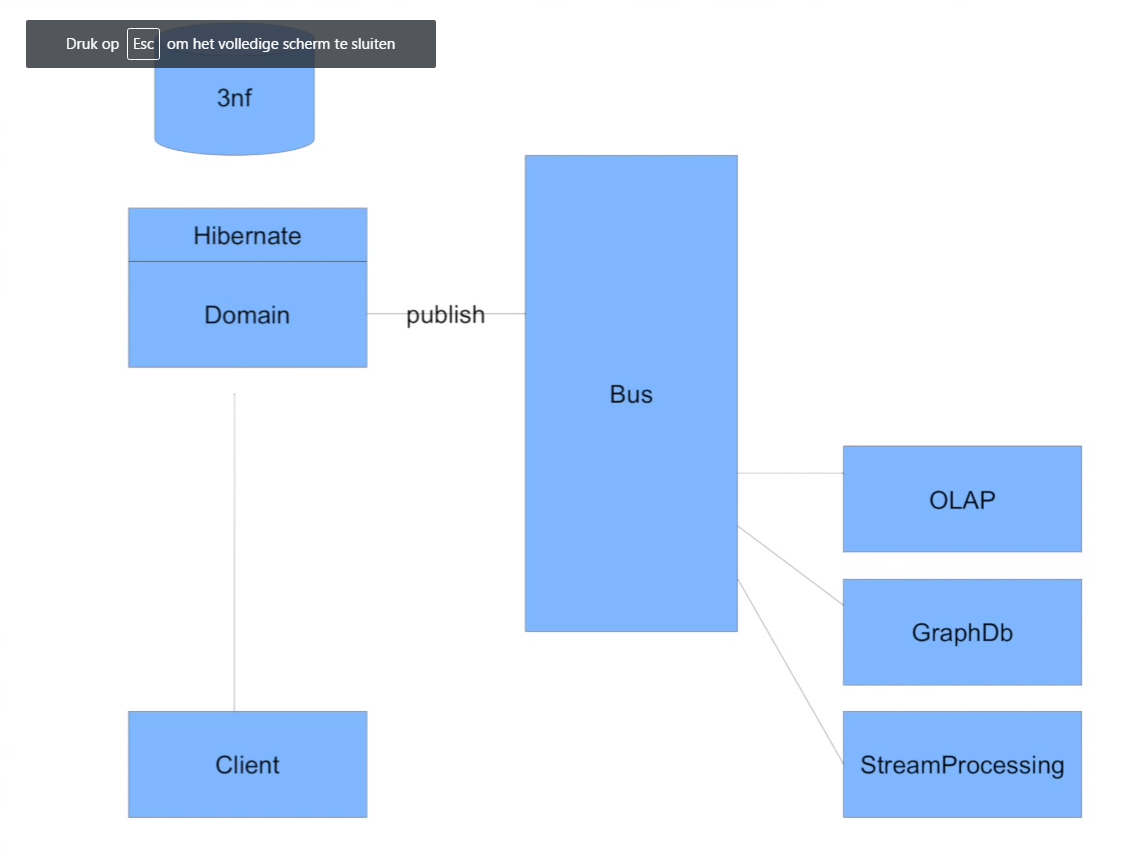 Druk op Esc om het volledige scherm te sluiten
3nf
Hibernate
Domain
publish
Bus
OLAP
GraphDb
StreamProcessing
Client